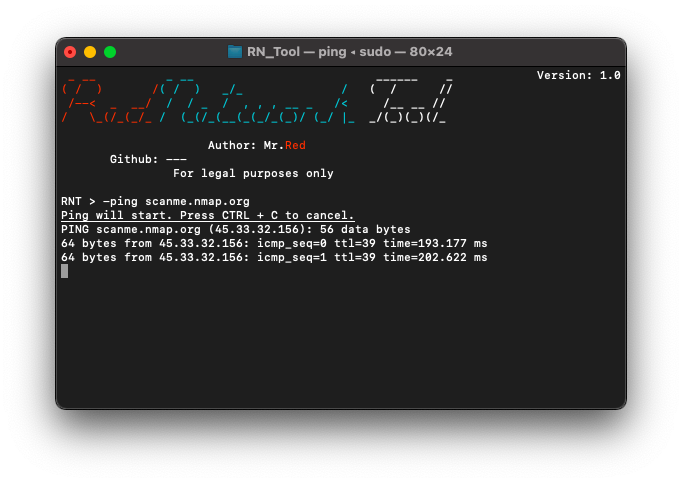 RN_Tool — ping ◂ sudo — 80×24
Version: 1.0
Red Network Tool
Author: Mr.Red
Github: ---
For legal purposes only
RNT > -ping scanme.nmap.org
Ping will start. Press CTRL + C to cancel.
PING scanme.nmap.org (45.33.32.156): 56 data bytes
64 bytes from 45.33.32.156: icmp_seq=0 ttl=39 time=193.177 ms
64 bytes from 45.33.32.156: icmp_seq=1 ttl=39 time=202.622 ms